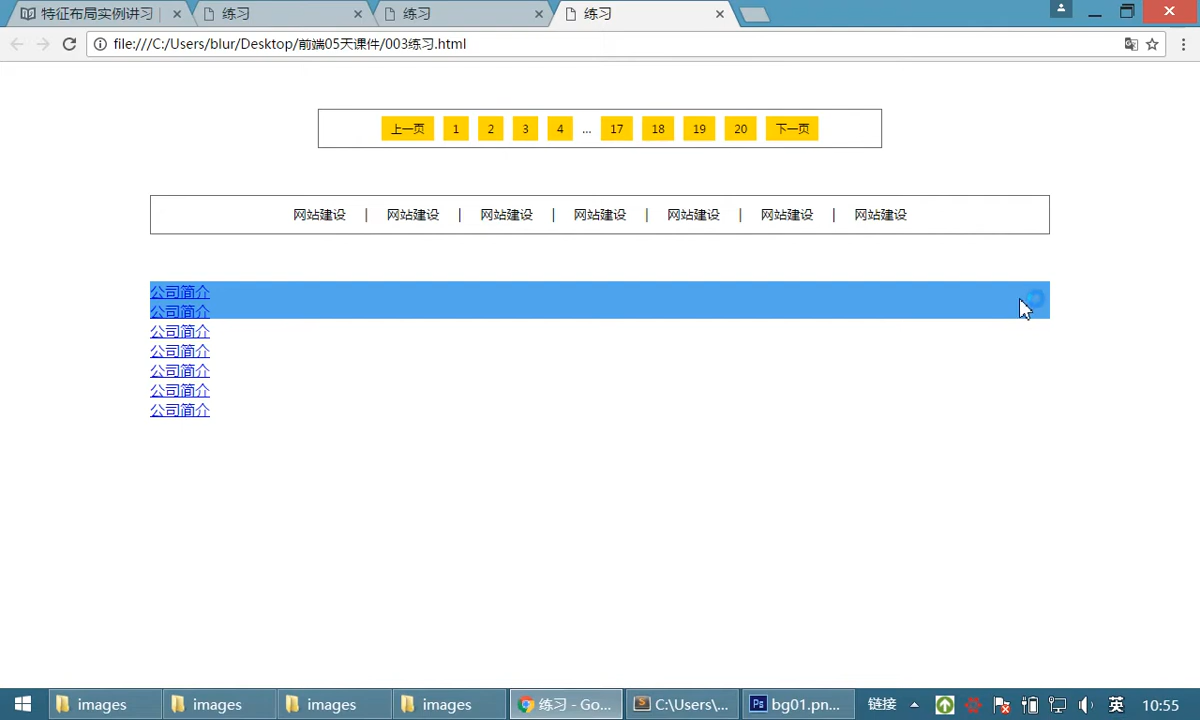 特征布局实例讲习
练习
练习
练习
file:///C:/Users/blur/Desktop/前端05天课件/003练习.html
上一页 1 2 3 4 ... 17 18 19 20 下一页
网站建设 | 网站建设 | 网站建设 | 网站建设 | 网站建设 | 网站建设 | 网站建设
公司简介
公司简介
公司简介
公司简介
公司简介
公司简介
公司简介
images
images
images
images
练习 - Go...
C:\Users\...
bg01.pn...
链接
英
10:55